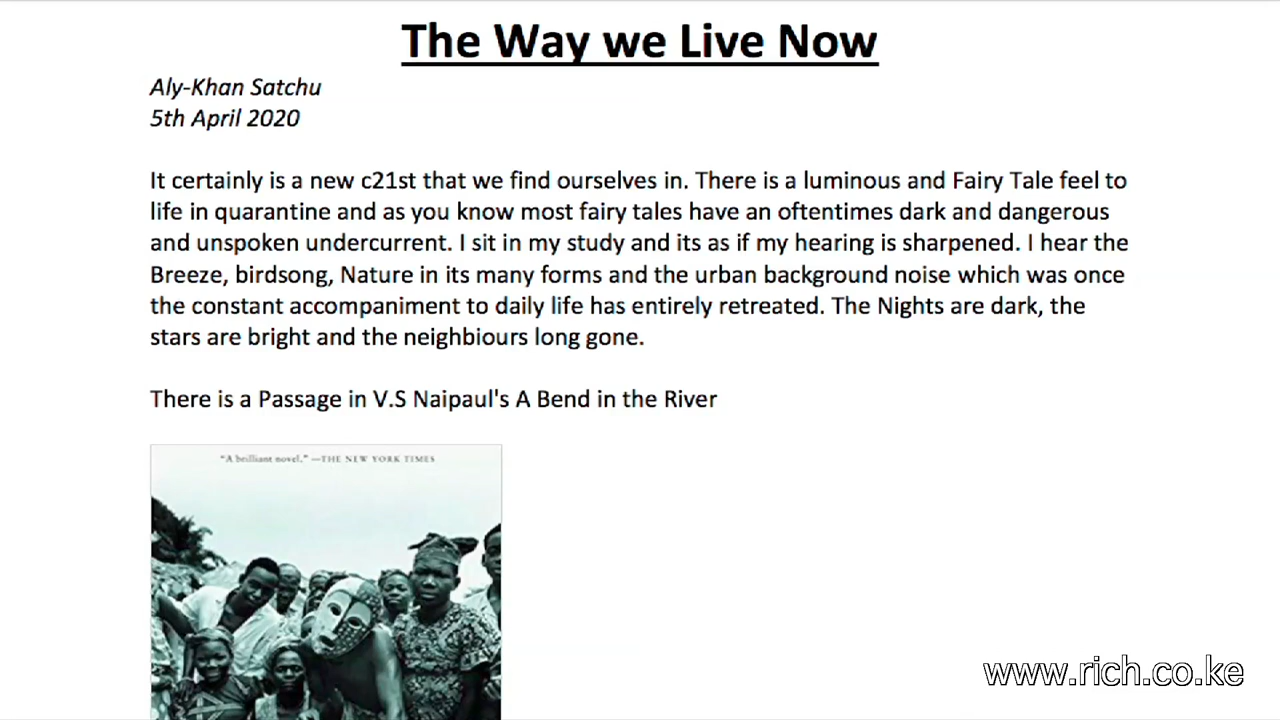 The Way we Live Now
Aly-Khan Satchu
5th April 2020
It certainly is a new c21st that we find ourselves in. There is a luminous and Fairy Tale feel to
life in quarantine and as you know most fairy tales have an oftentimes dark and dangerous
and unspoken undercurrent. I sit in my study and its as if my hearing is sharpened. I hear the
Breeze, birdsong, Nature in its many forms and the urban background noise which was once
the constant accompaniment to daily life has entirely retreated. The Nights are dark, the
stars are bright and the neighbiours long gone.
There is a Passage in V.S Naipaul's A Bend in the River
"A brilliant novel." —THE NEW YORK TIMES
www.rich.co.ke